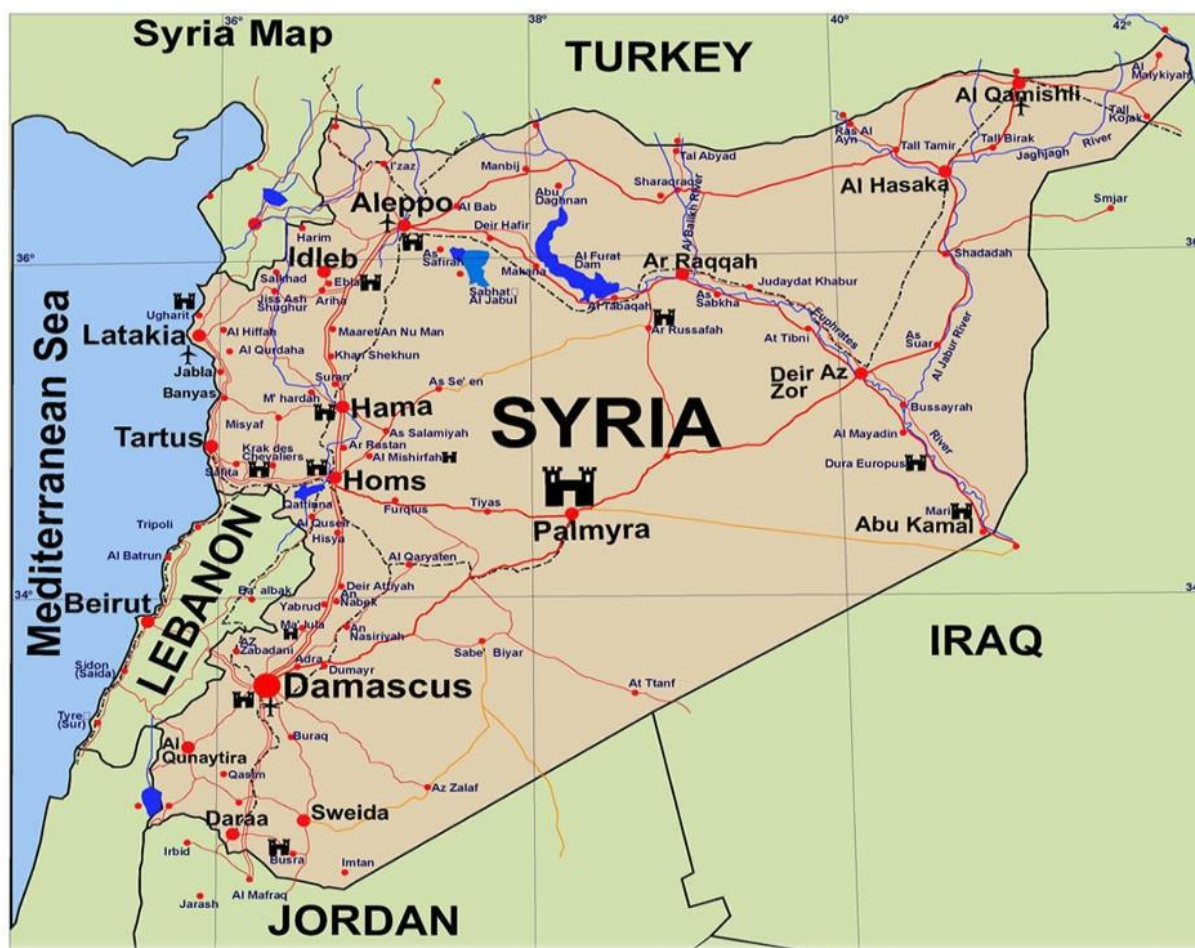 36°
38°
40°
42°
Syria Map
TURKEY
Al
Malykiyah
Al Qamishli
Tall
Kojak
Ras Al
Ayn
Tall Tamir
Tall Birak
Jaghjagh
River
Tal Abyad
I'zaz
Manbij
Sharaqraq
Al Hasaka
Abu
Daghnan
Al Balikh River
Aleppo
Al Bab
Smjar
Deir Hafir
Harim
Idleb
As
Safirah
Al Furat
Dam
Ar Raqqah
Shadadah
36°
Salkhad
Ebla
Makana
Judaydat Khabur
Jiss Ash
Shughur
Ariha
Sabhat
Al Jabul
Al Tabaqah
As
Sabkha
Ugharit
Euphrates
Latakia
Al Hiffah
Maaret/An Nu Man
Ar Russafah
At Tibni
As
Suar
Al Jabur River
Al Qurdaha
Khan Shekhun
Jabla
Suran
As Se' en
Deir Az
Zor
Banyas
M' hardah
Hama
SYRIA
Bussayrah
Misyaf
As Salamiyah
Tartus
Al Mayadin
River
Krak des
Chevaliers
Ar Rastan
Al Mishirfah
Dura Europus
Safita
Homs
Mediterranean Sea
Qattinna
Furqlus
Tiyas
Mari
Tripoli
Al Quseir
Palmyra
Abu Kamal
Hisya
Al Batrun
Al Qaryaten
LEBANON
Deir Attiyah
34°
Ba' albak
An
Nabek
Beirut
Yabrud
Ma' lula
An
Nasiriyah
IRAQ
AZ
Zabadani
Sabe' Biyar
Sidon
(Saida)
Adra
Dumayr
Damascus
At Ttanf
Tyre
(Sur)
Al
Qunaytira
Buraq
Qasim
Az Zalaf
Sweida
Daraa
Irbid
Busra
Imtan
Al Mafraq
Jarash
JORDAN